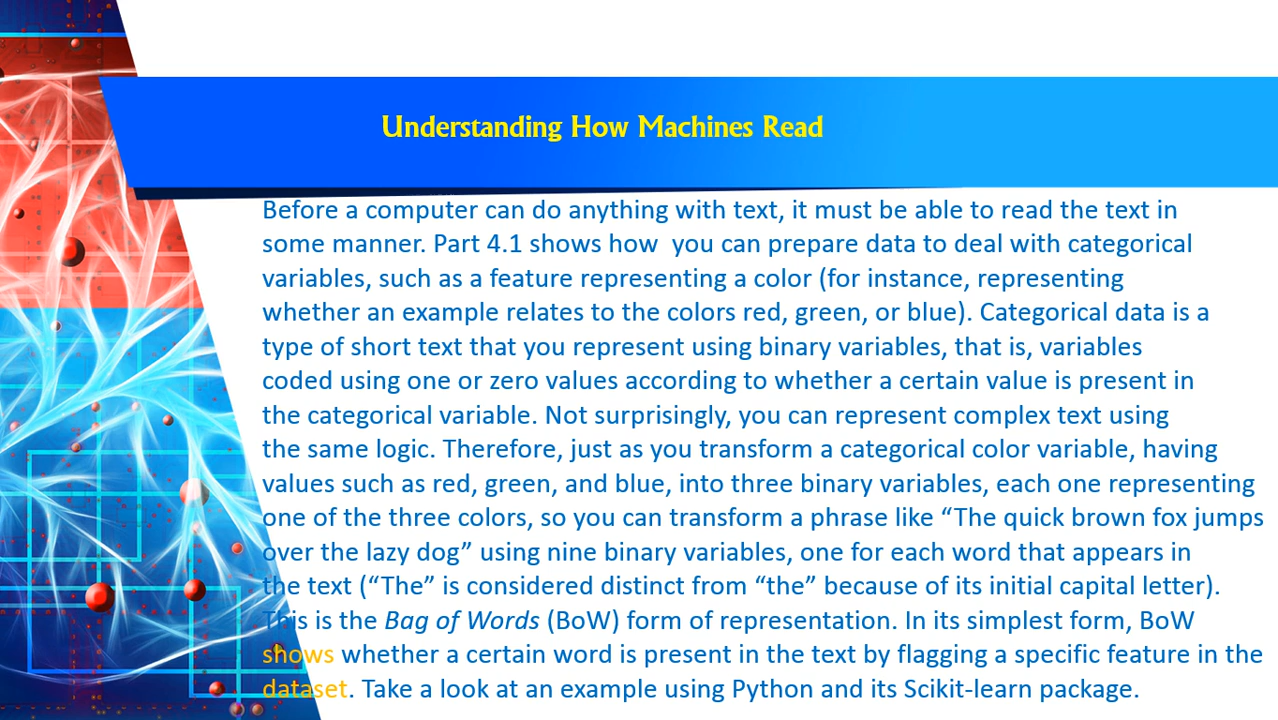 Understanding How Machines Read
Before a computer can do anything with text, it must be able to read the text in
some manner. Part 4.1 shows how  you can prepare data to deal with categorical
variables, such as a feature representing a color (for instance, representing
whether an example relates to the colors red, green, or blue). Categorical data is a
type of short text that you represent using binary variables, that is, variables
coded using one or zero values according to whether a certain value is present in
the categorical variable. Not surprisingly, you can represent complex text using
the same logic. Therefore, just as you transform a categorical color variable, having
values such as red, green, and blue, into three binary variables, each one representing
one of the three colors, so you can transform a phrase like “The quick brown fox jumps
over the lazy dog” using nine binary variables, one for each word that appears in
the text (“The” is considered distinct from “the” because of its initial capital letter).
This is the Bag of Words (BoW) form of representation. In its simplest form, BoW
shows whether a certain word is present in the text by flagging a specific feature in the
dataset. Take a look at an example using Python and its Scikit-learn package.